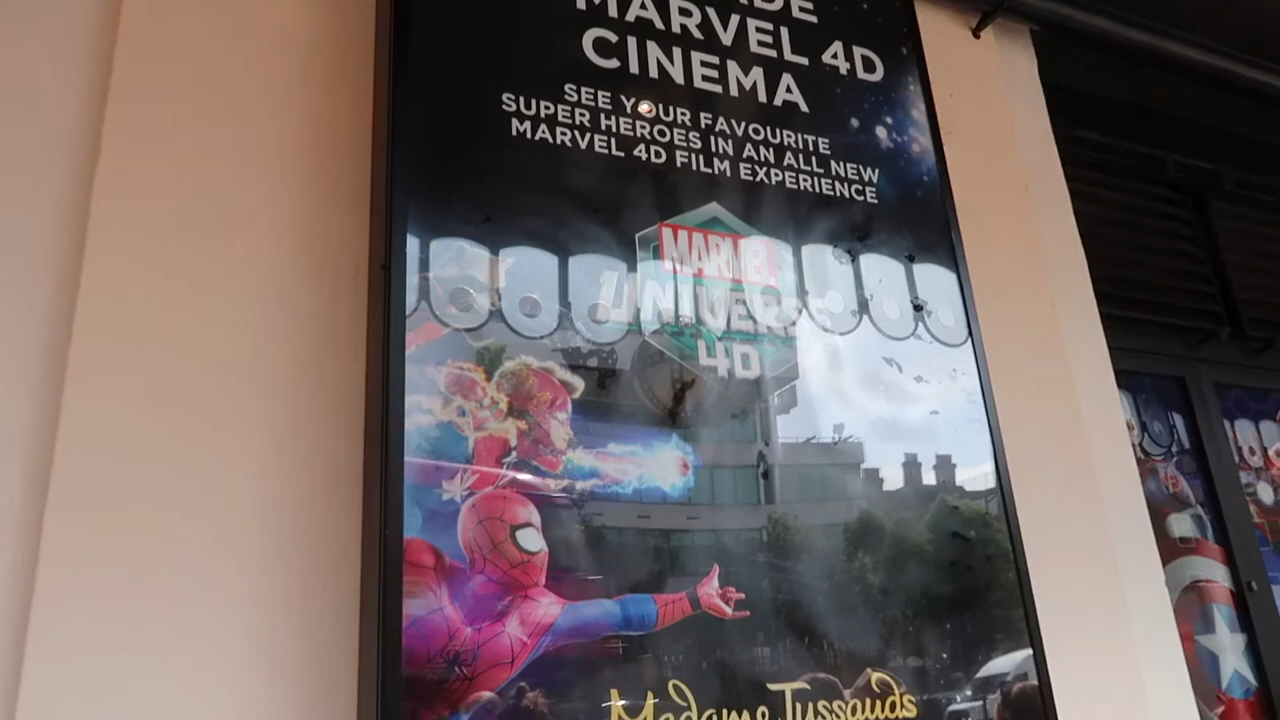 MARVEL 4D
CINEMA
SEE YOUR FAVOURITE
SUPER HEROES IN AN ALL NEW
MARVEL 4D FILM EXPERIENCE
MARVEL
UNIVERSE
4D
Madame Tussauds